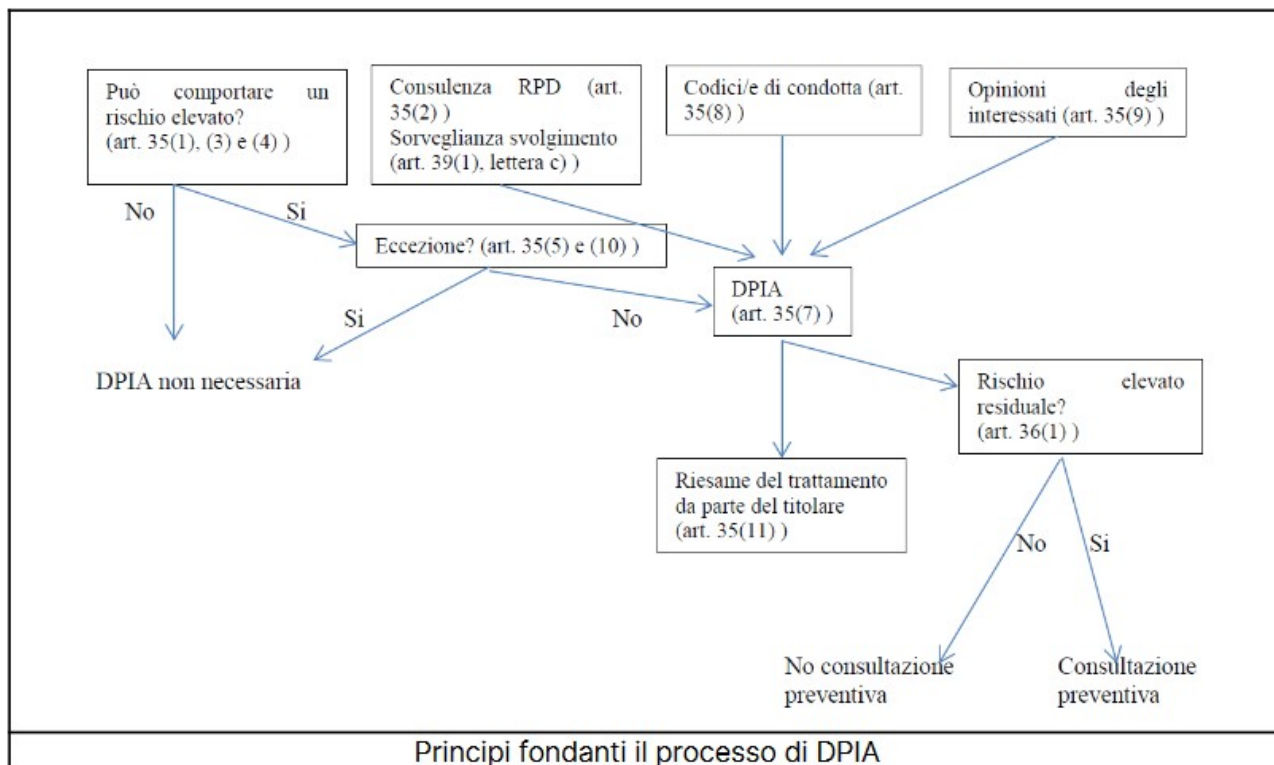 Può comportare un
rischio elevato?
(art. 35(1), (3) e (4) )
Consulenza RPD (art.
35(2) )
Sorveglianza svolgimento
(art. 39(1), lettera c) )
Codici/e di condotta (art.
35(8) )
Opinioni degli
interessati (art. 35(9) )
No
Si
Eccezione? (art. 35(5) e (10) )
DPIA
(art. 35(7) )
Si
No
DPIA non necessaria
Rischio elevato
residuale?
(art. 36(1) )
Riesame del trattamento
da parte del titolare
(art. 35(11) )
No
Si
No consultazione
preventiva
Consultazione
preventiva
Principi fondanti il processo di DPIA